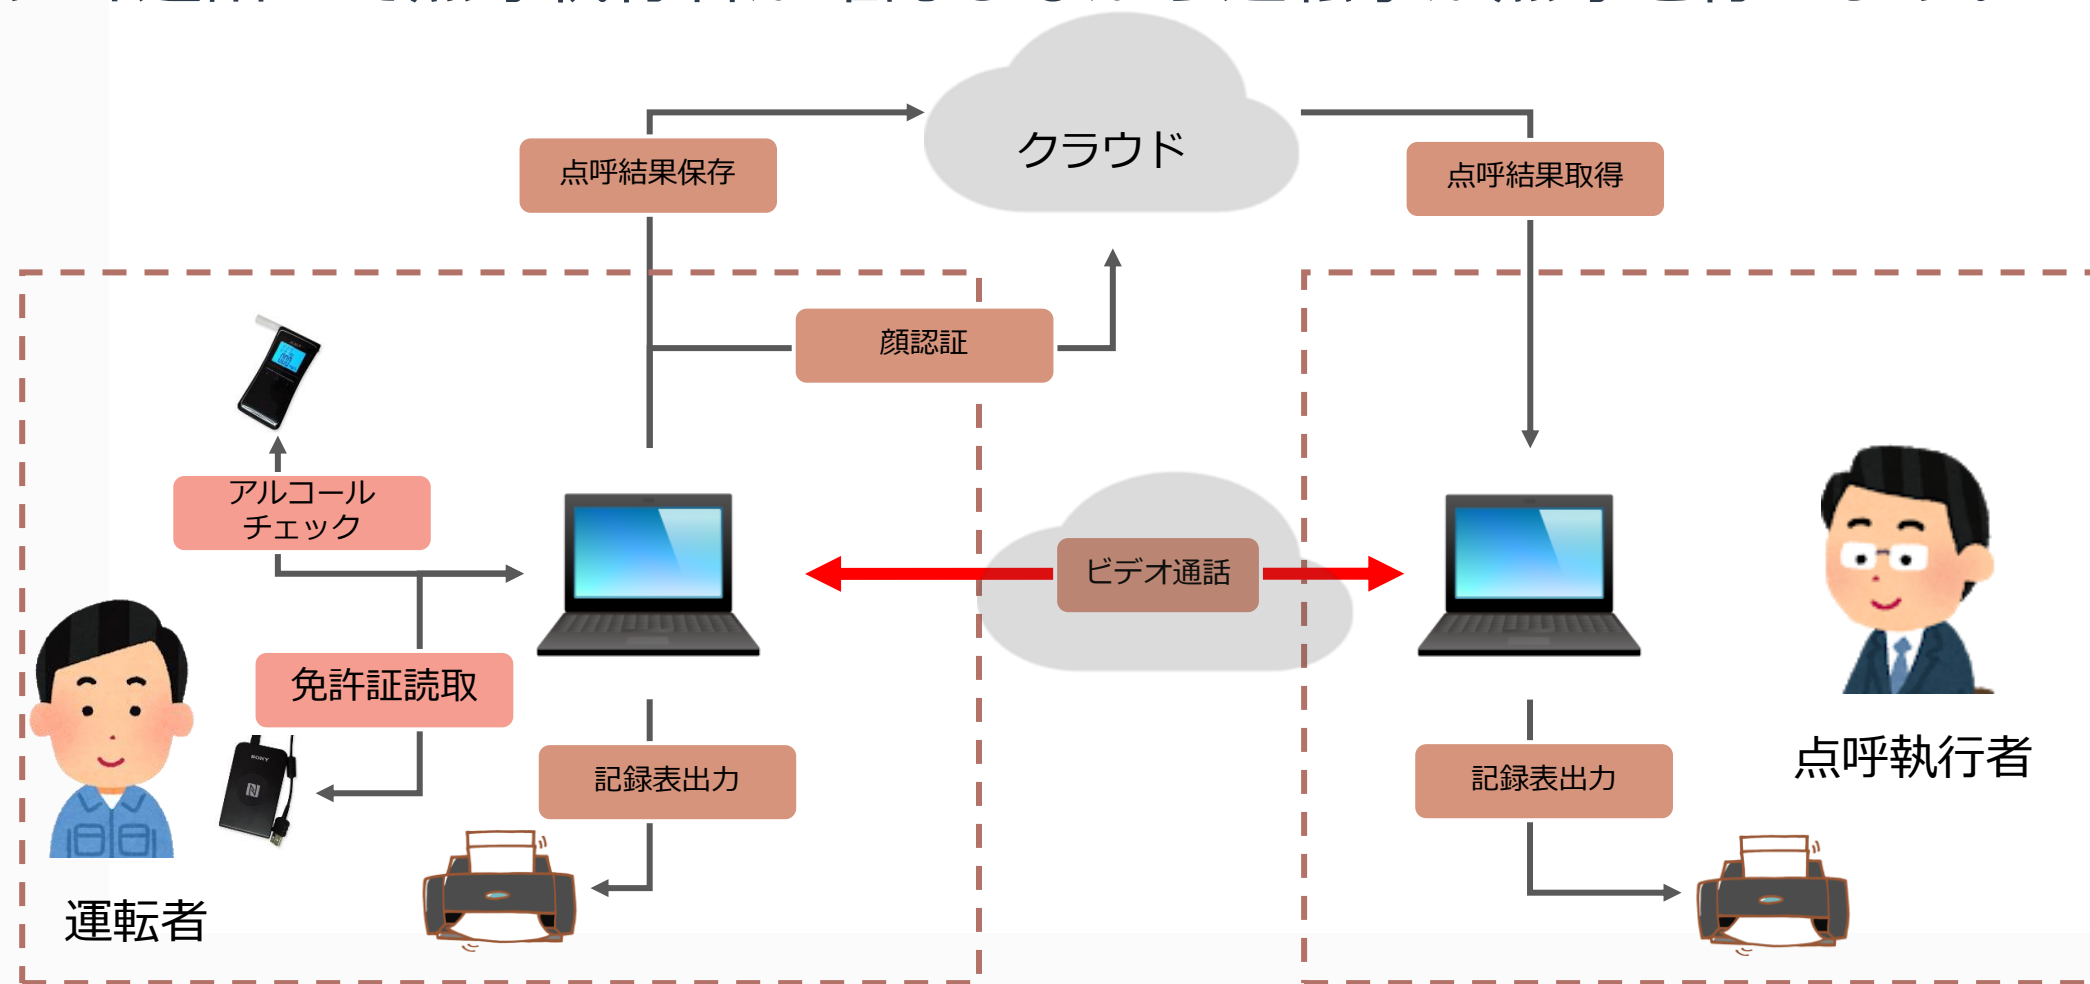 クラウド
点呼結果保存
点呼結果取得
顔認証
アルコール
チェック
ビデオ通話
免許証読取
SONY
記録表出力
記録表出力
点呼執行者
運転者